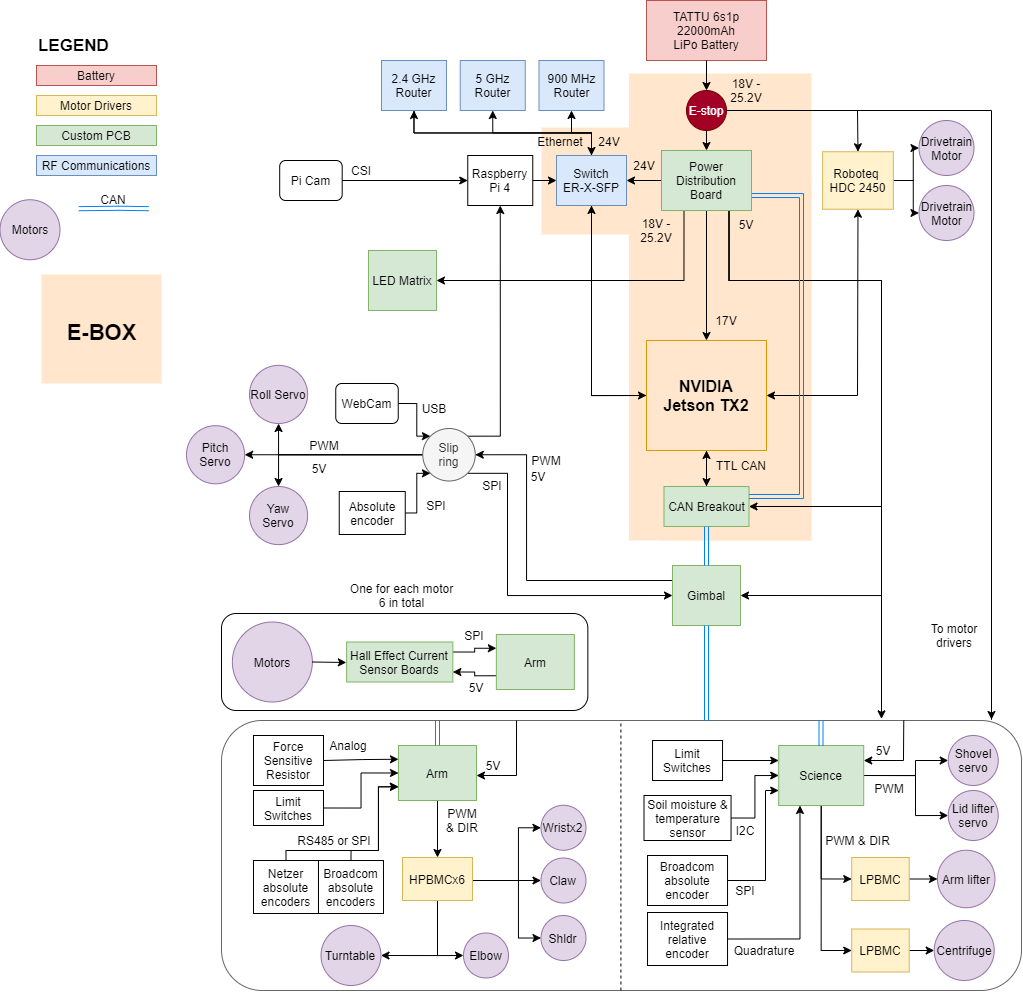 TATTU 6s1p
22000mAh
LiPo Battery
LEGEND
Battery
Motor Drivers
Custom PCB
RF Communications
CAN
Motors
E-BOX
2.4 GHz
Router
5 GHz
Router
900 MHz
Router
18V -
25.2V
E-stop
Ethernet
24V
Pi Cam
CSI
Raspberry
Pi 4
Switch
ER-X-SFP
24V
Power
Distribution
Board
Roboteq
HDC 2450
Drivetrain
Motor
Drivetrain
Motor
18V -
25.2V
5V
LED Matrix
17V
NVIDIA
Jetson TX2
TTL CAN
CAN Breakout
Roll Servo
WebCam
USB
Pitch
Servo
PWM
5V
Slip
ring
PWM
5V
SPI
Yaw
Servo
Absolute
encoder
SPI
Gimbal
One for each motor
6 in total
Motors
Hall Effect Current
Sensor Boards
SPI
5V
Arm
To motor
drivers
Force
Sensitive
Resistor
Analog
Limit
Switches
RS485 or SPI
Netzer
absolute
encoders
Broadcom
absolute
encoders
Arm
5V
PWM
& DIR
HPBMCx6
Wristx2
Claw
Shldr
Turntable
Elbow
Limit
Switches
Soil moisture &
temperature
sensor
I2C
Broadcom
absolute
encoder
SPI
Integrated
relative
encoder
Quadrature
Science
5V
PWM
Shovel
servo
Lid lifter
servo
PWM & DIR
LPBMC
Arm lifter
LPBMC
Centrifuge